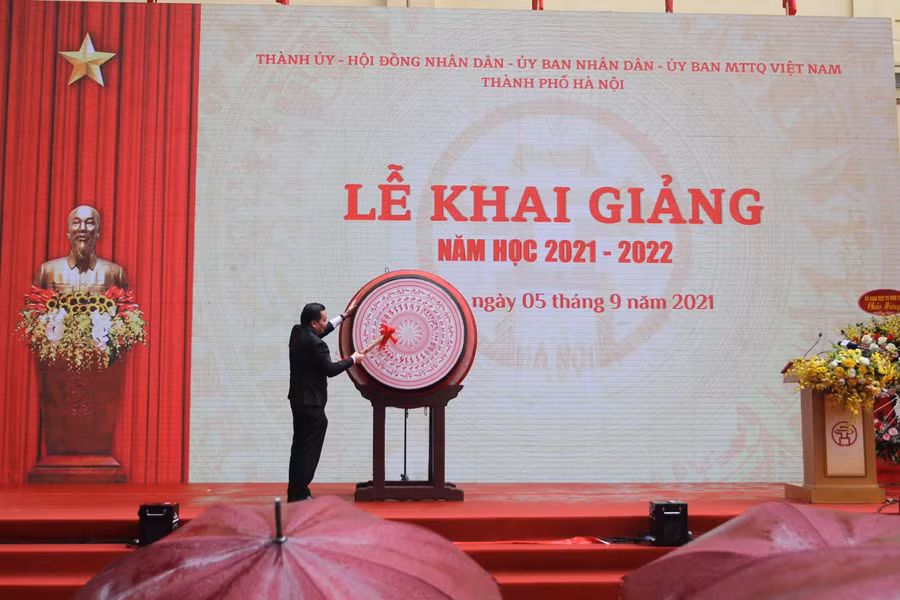 THÀNH ỦY - HỘI ĐỒNG NHÂN DÂN - ỦY BAN NHÂN DÂN - ỦY BAN MTTQ VIỆT NAM
THÀNH PHỐ HÀ NỘI
LỄ KHAI GIẢNG
NĂM HỌC 2021 - 2022
ngày 05 tháng 9 năm 2021